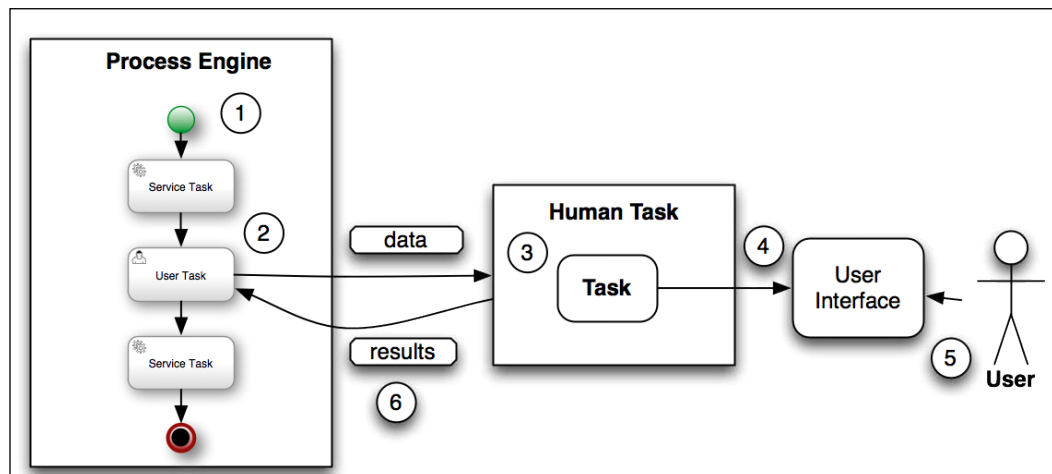 Process Engine
1
Service Task
2
User Task
Service Task
data
results
6
Human Task
3
Task
4
User
Interface
5
User